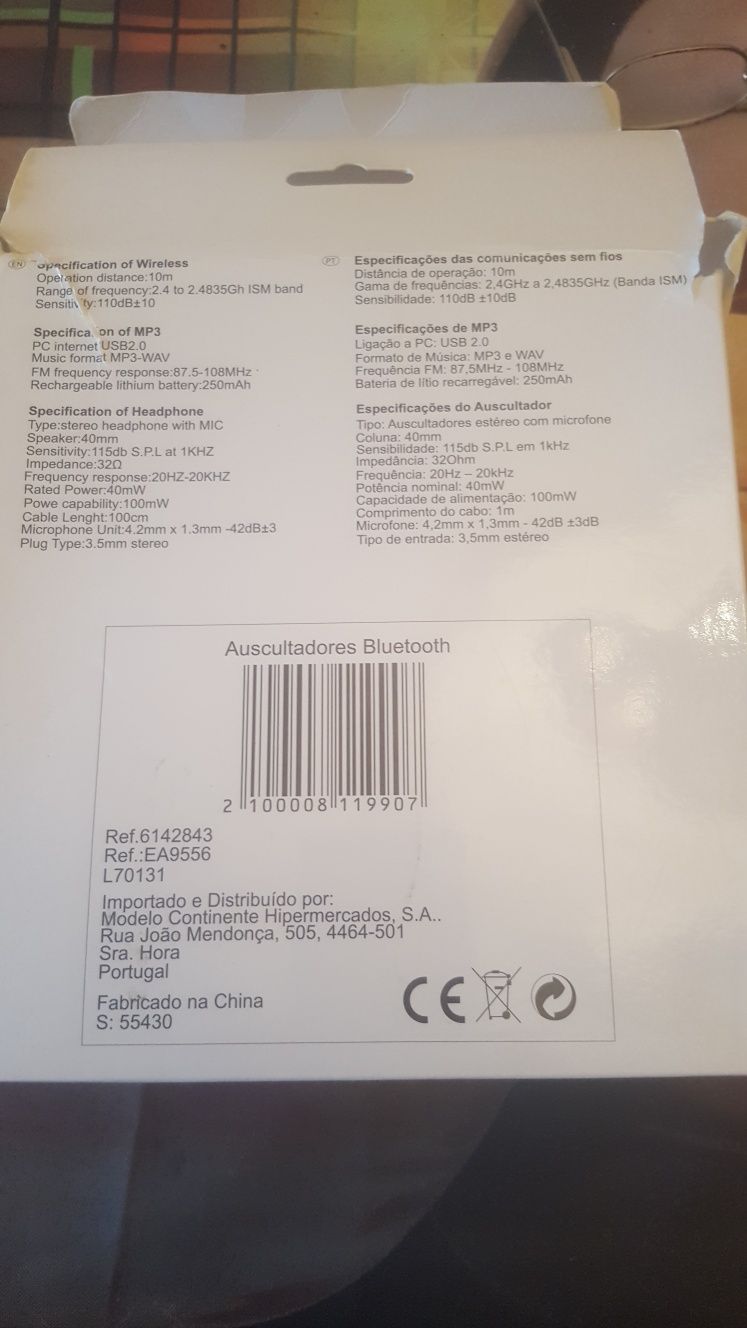 EN
Specification of Wireless
Operation distance:10m
Range of frequency:2.4 to 2.4835Gh ISM band
Sensitivity:110dB±10
Specification of MP3
PC internet USB2.0
Music format MP3-WAV
FM frequency response:87.5-108MHz
Rechargeable lithium battery:250mAh
Specification of Headphone
Type:stereo headphone with MIC
Speaker:40mm
Sensitivity:115db S.P.L at 1KHZ
Impedance:32Ω
Frequency response:20HZ-20KHZ
Rated Power:40mW
Powe capability:100mW
Cable Lenght:100cm
Microphone Unit:4.2mm x 1.3mm -42dB±3
Plug Type:3.5mm stereo
PT
Especificações das comunicações sem fios
Distância de operação: 10m
Gama de frequências: 2,4GHz a 2,4835GHz (Banda ISM)
Sensibilidade: 110dB ±10dB
Especificações de MP3
Ligação a PC: USB 2.0
Formato de Música: MP3 e WAV
Frequência FM: 87,5MHz - 108MHz
Bateria de lítio recarregável: 250mAh
Especificações do Auscultador
Tipo: Auscultadores estéreo com microfone
Coluna: 40mm
Sensibilidade: 115db S.P.L em 1kHz
Impedância: 32Ohm
Frequência: 20Hz – 20kHz
Potência nominal: 40mW
Capacidade de alimentação: 100mW
Comprimento do cabo: 1m
Microfone: 4,2mm x 1,3mm - 42dB ±3dB
Tipo de entrada: 3,5mm estéreo
Auscultadores Bluetooth
2 100008 119907
Ref.6142843
Ref.:EA9556
L70131
Importado e Distribuído por:
Modelo Continente Hipermercados, S.A..
Rua João Mendonça, 505, 4464-501
Sra. Hora
Portugal
Fabricado na China
S: 55430
CE